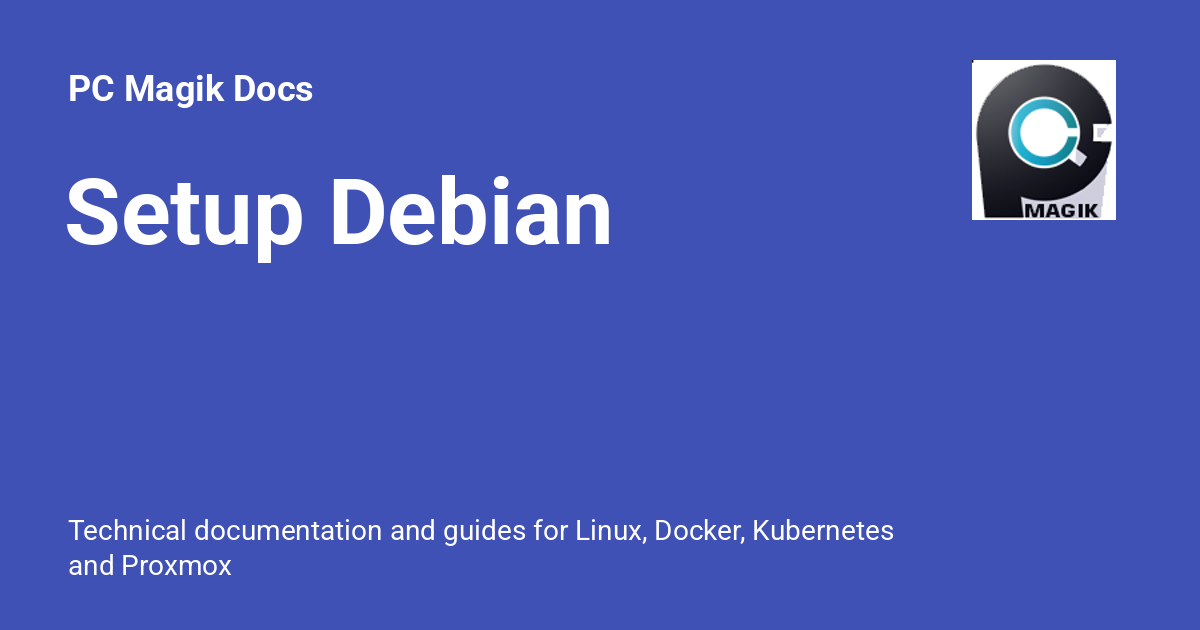 PC Magik Docs
Setup Debian
MAGIK
Technical documentation and guides for Linux, Docker, Kubernetes
and Proxmox